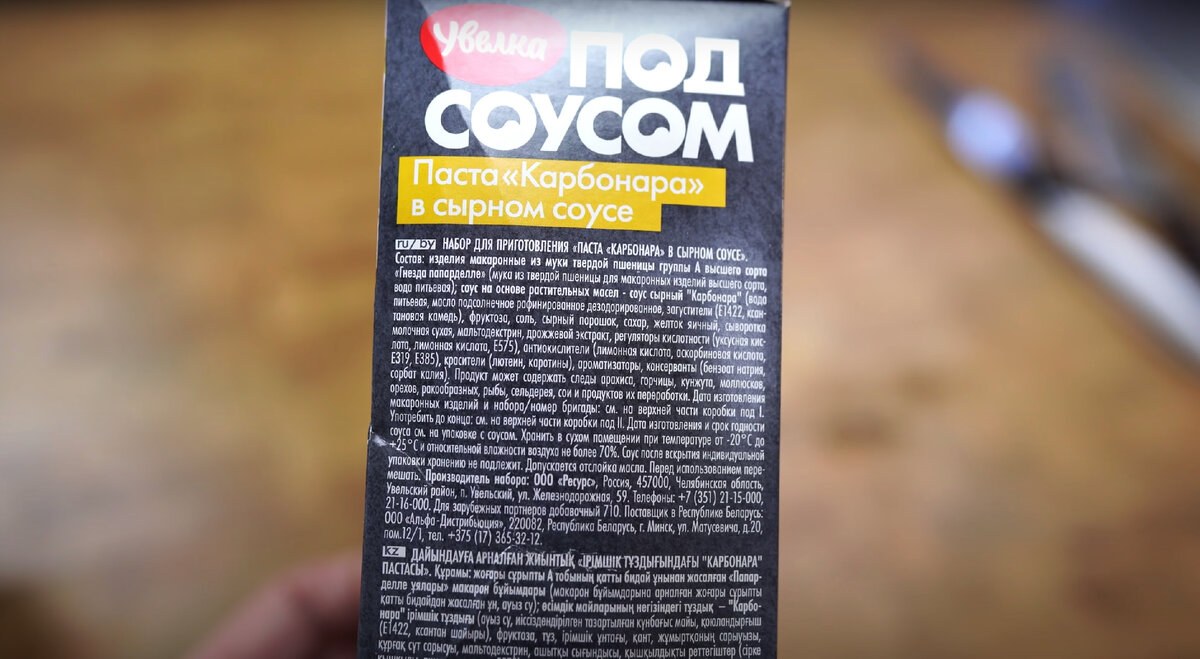 Увелка
ПОД
СОУСОМ
Паста «Карбонара»
в сырном соусе
ru/by НАБОР ДЛЯ ПРИГОТОВЛЕНИЯ «ПАСТА «КАРБОНАРА» В СЫРНОМ СОУСЕ».
Состав: изделия макаронные из муки твердой пшеницы группы А высшего сорта
«Гнезда папарделле» (мука из твердой пшеницы для макаронных изделий высшего сорта,
вода питьевая); соус на основе растительных масел - соус сырный "Карбонара" (вода
питьевая, масло подсолнечное рафинированное дезодорированное, загустители (Е1422, ксан-
тановая камедь), фруктоза, соль, сырный порошок, сахар, желток яичный, сыворотка
молочная сухая, мальтодекстрин, дрожжевой экстракт, регуляторы кислотности (уксусная кис-
лота, лимонная кислота, Е575), антиокислители (лимонная кислота, аскорбиновая кислота,
Е319, Е385), красители (лютеин, каратины), ароматизаторы, консерванты (бензоат натрия,
сорбат калия). Продукт может содержать следы арахиса, горчицы, кунжута, моллюсков,
орехов, ракообразных, рыбы, сельдерея, сои и продуктов их переработки. Дата изготовления
макаронных изделий и набора/номер бригады: см. на верхней части коробки под I.
Употребить до конца: см. на верхней части коробки под II. Дата изготовления и срок годности
соуса см. на упаковке с соусом. Хранить в сухом помещении при температуре от -20°С до
+25°С и относительной влажности воздуха не более 70%. Соус после вскрытия индивидуальной
упаковки хранению не подлежит. Допускается отслойка масла. Перед использованием пере-
мешать. Производитель набора: ООО «Ресурс», Россия, 457000, Челябинская область,
Увельский район, п. Увельский, ул. Железнодорожная, 59. Телефоны: +7 (351) 21-15-000,
21-16-000. Для зарубежных партнеров добавочный 710. Поставщик в Республике Беларусь:
ООО «Альфа-Дистрибьюция», 220082, Республика Беларусь, г. Минск, ул. Матусевича, д.20,
пом.12/1, тел. +375 (17) 365-32-12.
kz ДАЙЫНДАУҒА АРНАЛҒАН ЖИЫНТЫҚ «ІРІМШІК ТҰЗДЫҒЫНДАҒЫ "КАРБОНАРА"
ПАСТАСЫ». Құрамы: жоғары сұрыпты А тобының қатты бидай ұнынан жасалған «Папар-
делле ұялары» макарон бұйымдары (макарон бұйымдарына арналған жоғары сұрыпты
қатты бидайдан жасалған ұн, ауыз су); өсімдік майларының негізіндегі тұздық – "Карбо-
нара" ірімшік тұздығы (ауыз су, иіссіздендірілген тазартылған күнбағыс майы, қоюландырғыш
(Е1422, ксантан шайыры), фруктоза, тұз, ірімшік ұнтағы, қант, жұмыртқаның сарыуызы,
құрғақ сүт сарысуы, мальтодекстрин, ашытқы сығындысы, қышқылдықты реттегіштер (сірке